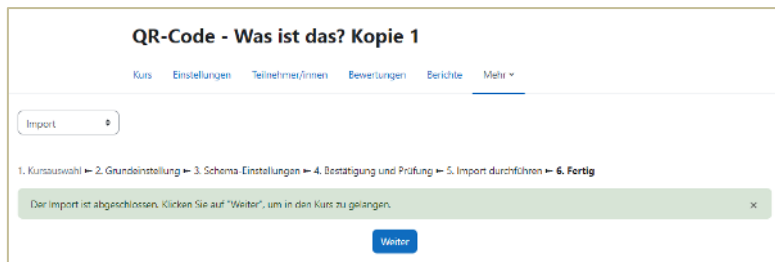 QR-Code - Was ist das? Kopie 1
Kurs Einstellungen Teilnehmer/innen Bewertungen Berichte Mehr
Import
1. Kursauswahl ► 2. Grundeinstellung ► 3. Schema-Einstellungen ► 4. Bestätigung und Prüfung ► 5. Import durchführen ► 6. Fertig
Der Import ist abgeschlossen. Klicken Sie auf "Weiter", um in den Kurs zu gelangen. ×
Weiter